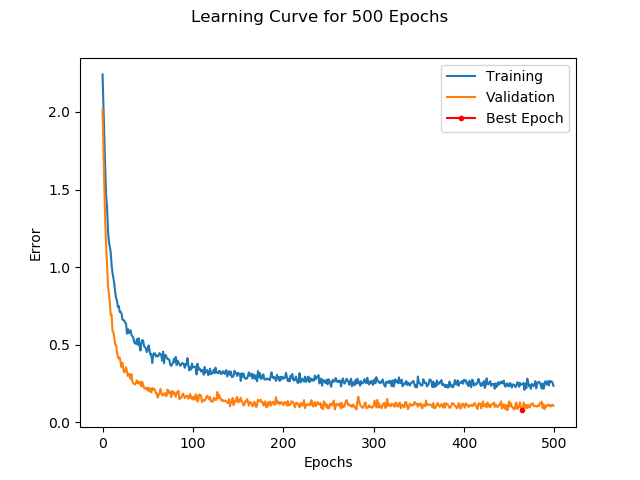 Learning Curve for 500 Epochs
Training
Validation
Best Epoch
2.0
1.5
1.0
0.5
0.0
Error
0 100 200 300 400 500
Epochs